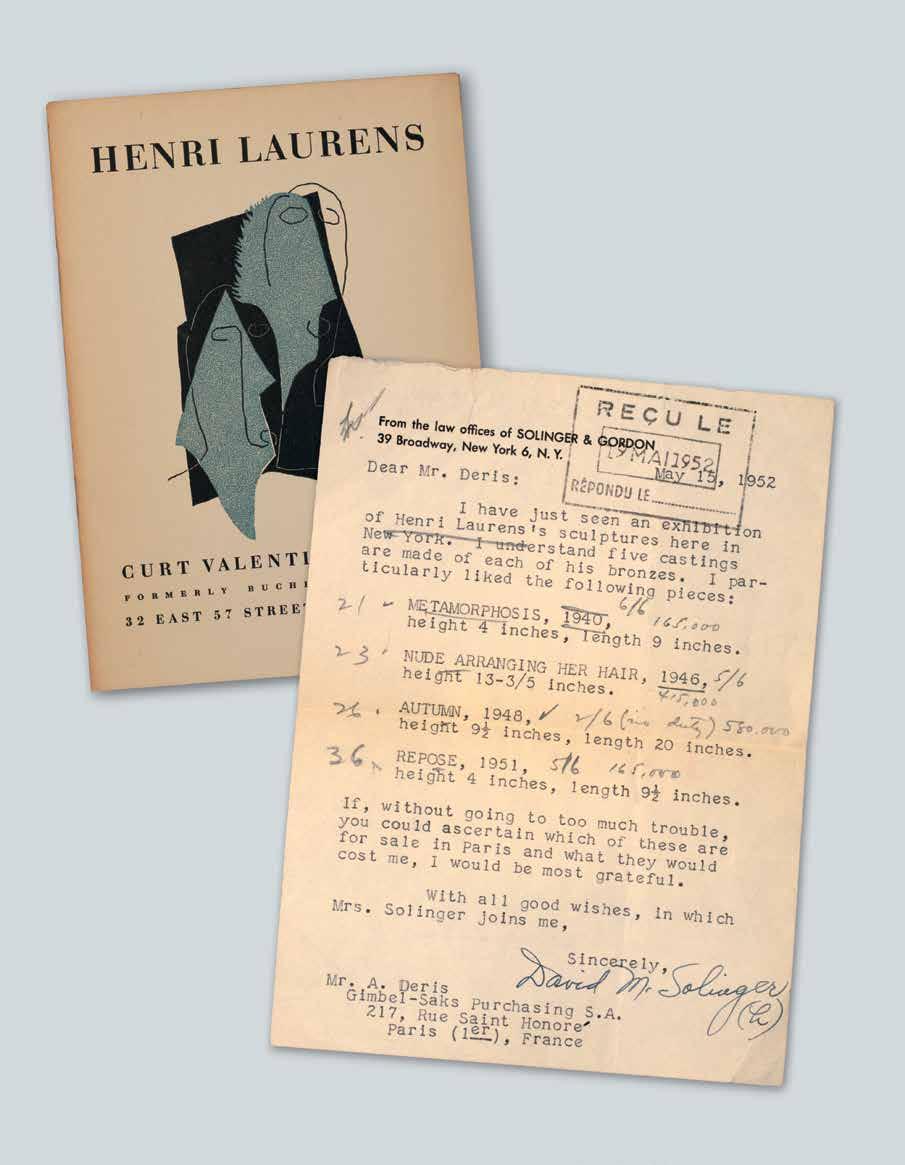 HENRI LAURENS
CURT VALENTI
FORMERLY BUCH
32 EAST 57 STREET
From the law offices of SOLINGER & GORDON
39 Broadway, New York 6, N. Y.
REÇU LE
19 MAI 1952
RÉPONDU LE
May 15, 1952
Dear Mr. Deris:
I have just seen an exhibition
of Henri Laurens's sculptures here in
New York. I understand five castings
are made of each of his bronzes. I par-
ticularly liked the following pieces:
21 - METAMORPHOSIS, 1940, 6/6 165,000
height 4 inches, length 9 inches.
23 NUDE ARRANGING HER HAIR, 1946, 5/6
height 13-3/5 inches. 415,000
26 AUTUMN, 1948, ✓ 2/6 (no duty) 580.000
height 9½ inches, length 20 inches.
36 REPOSE, 1951, 5/6 165,000
height 4 inches, length 9½ inches.
If, without going to too much trouble,
you could ascertain which of these are
for sale in Paris and what they would
cost me, I would be most grateful.
With all good wishes, in which
Mrs. Solinger joins me,
Sincerely,
David M. Solinger
Mr. A. Deris
Gimbel-Saks Purchasing S.A.
217, Rue Saint Honoré
Paris (1er), France